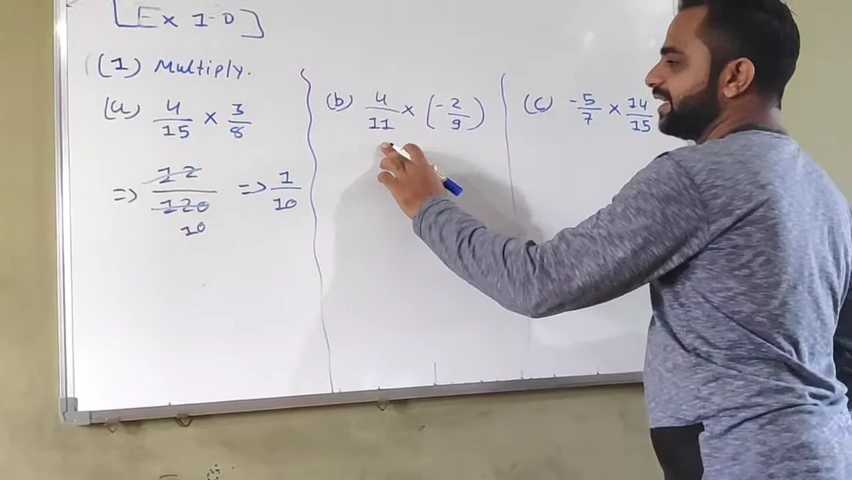 [Ex 1-D]
(1) Multiply.
(a) 4/15 × 3/8
=> 12/120 10 => 1/10
(b) 4/11 × (-2/9)
(c) -5/7 × 14/15